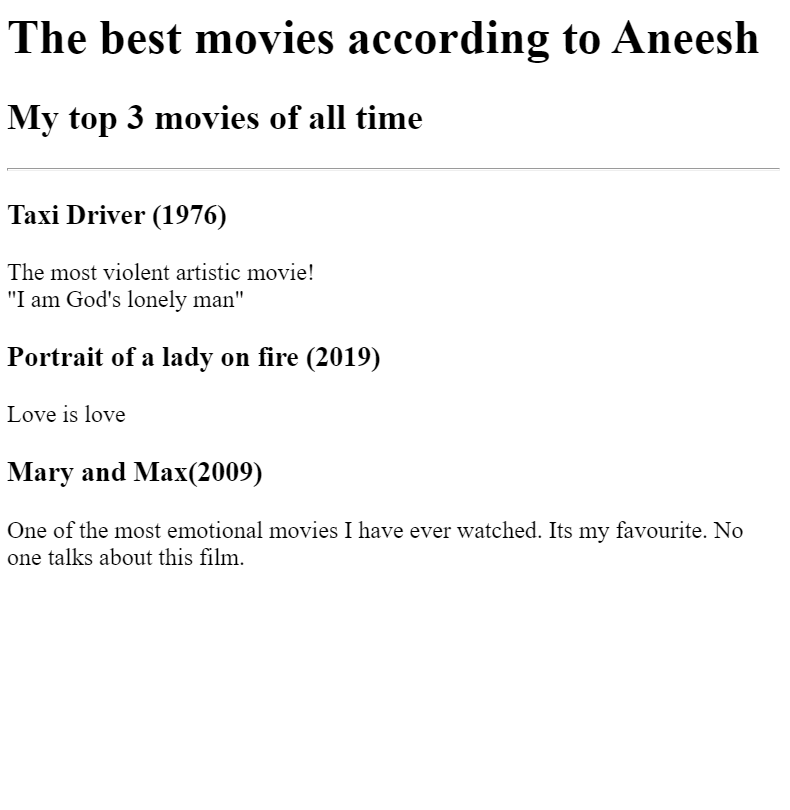 The best movies according to Aneesh
My top 3 movies of all time
Taxi Driver (1976)
The most violent artistic movie!
"I am God's lonely man"
Portrait of a lady on fire (2019)
Love is love
Mary and Max(2009)
One of the most emotional movies I have ever watched. Its my favourite. No
one talks about this film.